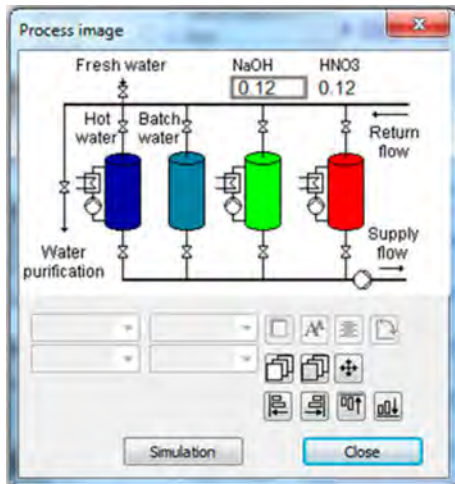 Process image
Fresh water
NaOH
HNO3
0.12
0.12
Hot
water
Batch
water
Return
flow
Water
purification
Supply
flow
Simulation
Close